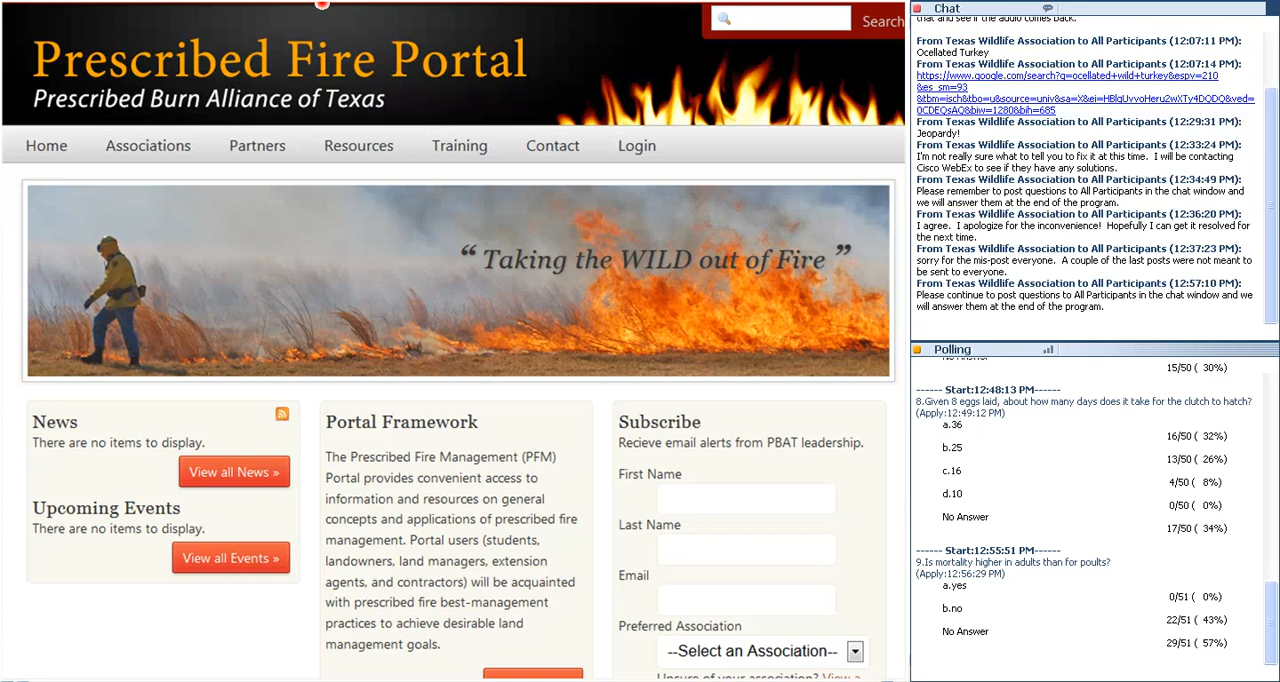 Search
Prescribed Fire Portal
Prescribed Burn Alliance of Texas
Home Associations Partners Resources Training Contact Login
“ Taking the WILD out of Fire ”
News
There are no items to display.
View all News »
Upcoming Events
There are no items to display.
View all Events »
Portal Framework
The Prescribed Fire Management (PFM)
Portal provides convenient access to
information and resources on general
concepts and applications of prescribed fire
management. Portal users (students,
landowners, land managers, extension
agents, and contractors) will be acquainted
with prescribed fire best-management
practices to achieve desirable land
management goals.
Subscribe
Recieve email alerts from PBAT leadership.
First Name
Last Name
Email
Preferred Association
--Select an Association--
Unsure of your association? View a
Chat
chat and see if the audio comes back.
From Texas Wildlife Association to All Participants (12:07:11 PM):
Ocellated Turkey
From Texas Wildlife Association to All Participants (12:07:14 PM):
https://www.google.com/search?q=ocellated+wild+turkey&espv=210
&es_sm=93
&tbm=isch&tbo=u&source=univ&sa=X&ei=HBlqUvvoHeru2wXTy4DQDQ&ved=
0CDEQsAQ&biw=1280&bih=685
From Texas Wildlife Association to All Participants (12:29:31 PM):
Jeopardy!
From Texas Wildlife Association to All Participants (12:33:24 PM):
I'm not really sure what to tell you to fix it at this time. I will be contacting
Cisco WebEx to see if they have any solutions.
From Texas Wildlife Association to All Participants (12:34:49 PM):
Please remember to post questions to All Participants in the chat window and
we will answer them at the end of the program.
From Texas Wildlife Association to All Participants (12:36:20 PM):
I agree. I apologize for the inconvenience! Hopefully I can get it resolved for
the next time.
From Texas Wildlife Association to All Participants (12:37:23 PM):
sorry for the mis-post everyone. A couple of the last posts were not meant to
be sent to everyone.
From Texas Wildlife Association to All Participants (12:57:10 PM):
Please continue to post questions to All Participants in the chat window and we
will answer them at the end of the program.
Polling
No Answer
15/50 ( 30%)
------ Start:12:48:13 PM------
8.Given 8 eggs laid, about how many days does it take for the clutch to hatch?
(Apply:12:49:12 PM)
a.36
16/50 ( 32%)
b.25
13/50 ( 26%)
c.16
4/50 ( 8%)
d.10
0/50 ( 0%)
No Answer
17/50 ( 34%)
------ Start:12:55:51 PM------
9.Is mortality higher in adults than for poults?
(Apply:12:56:29 PM)
a.yes
0/51 ( 0%)
b.no
22/51 ( 43%)
No Answer
29/51 ( 57%)